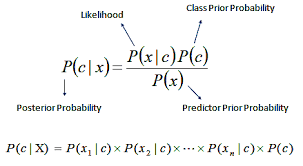 Likelihood
Class Prior Probability
P(c|x) = P(x|c)P(c) / P(x)
Posterior Probability
Predictor Prior Probability
P(c|X) = P(x₁|c) × P(x₂|c) × ⋯ × P(xₙ|c) × P(c)